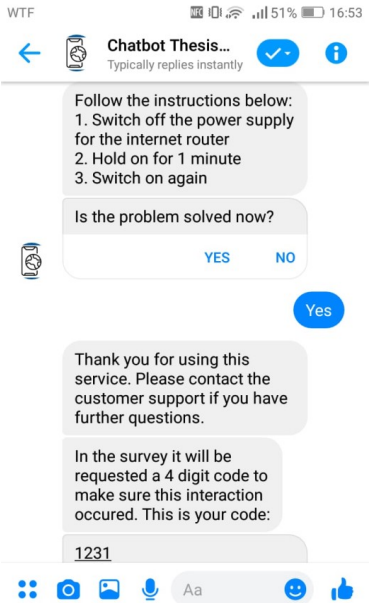 WTF
NFC
51%
16:53
Chatbot Thesis...
Typically replies instantly
Follow the instructions below:
1. Switch off the power supply
for the internet router
2. Hold on for 1 minute
3. Switch on again
Is the problem solved now?
YES
NO
Yes
Thank you for using this
service. Please contact the
customer support if you have
further questions.
In the survey it will be
requested a 4 digit code to
make sure this interaction
occured. This is your code:
1231
Aa